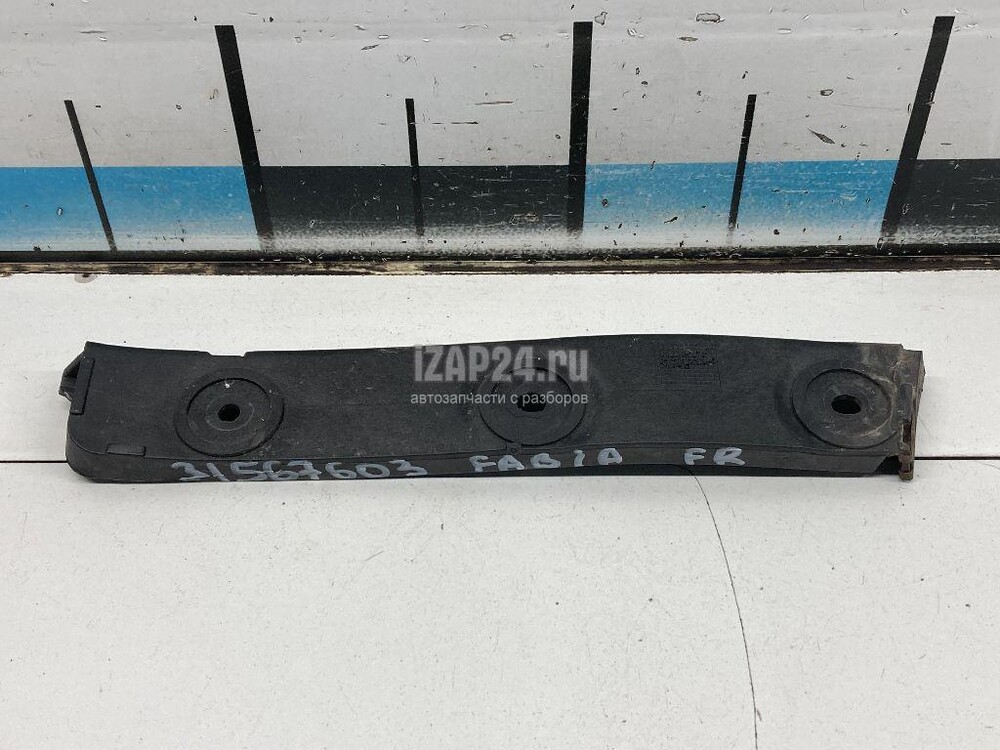 IZAP24.ru
автозапчасти с разборов
31567603 FABIA FR